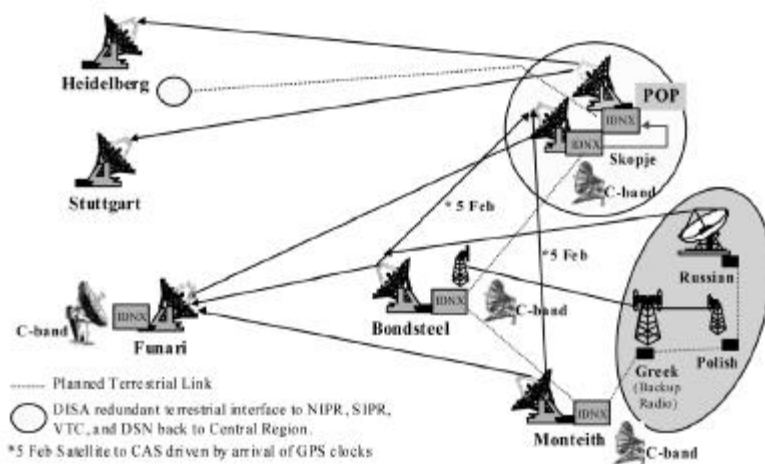 Heidelberg
POP
IDNX
IDNX
Skopje
C-band
Stuttgart
* 5 Feb
*5 Feb
Russian
C-band
IDNX
Funari
Bondsteel
IDNX
C-band
Greek
(Backup
Radio)
Polish
Monteith
IDNX
C-band
Planned Terrestrial Link
DISA redundant terrestrial interface to NIPR, SIPR,
VTC, and DSN back to Central Region.
*5 Feb Satellite to CAS driven by arrival of GPS clocks